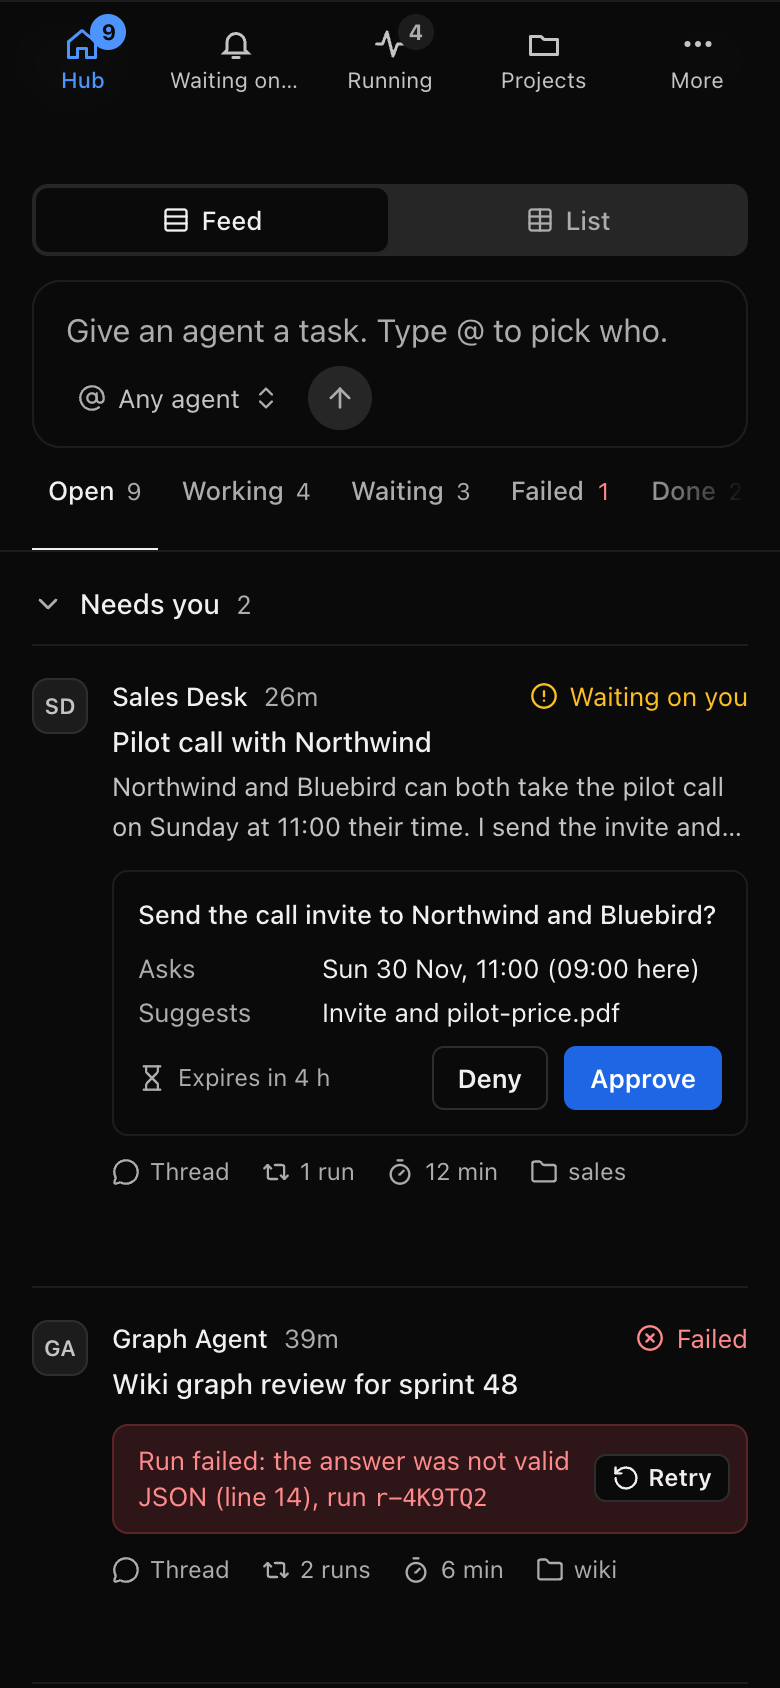 9
4
Hub
Waiting on...
Running
Projects
More
Feed
List
Give an agent a task. Type @ to pick who.
@ Any agent
Open 9
Working 4
Waiting 3
Failed 1
Done 2
Needs you 2
SD
Sales Desk 26m
Waiting on you
Pilot call with Northwind
Northwind and Bluebird can both take the pilot call
on Sunday at 11:00 their time. I send the invite and...
Send the call invite to Northwind and Bluebird?
Asks Sun 30 Nov, 11:00 (09:00 here)
Suggests Invite and pilot-price.pdf
Expires in 4 h
Deny
Approve
Thread 1 run 12 min sales
GA
Graph Agent 39m
Failed
Wiki graph review for sprint 48
Run failed: the answer was not valid
JSON (line 14), run r–4K9TQ2
Retry
Thread 2 runs 6 min wiki